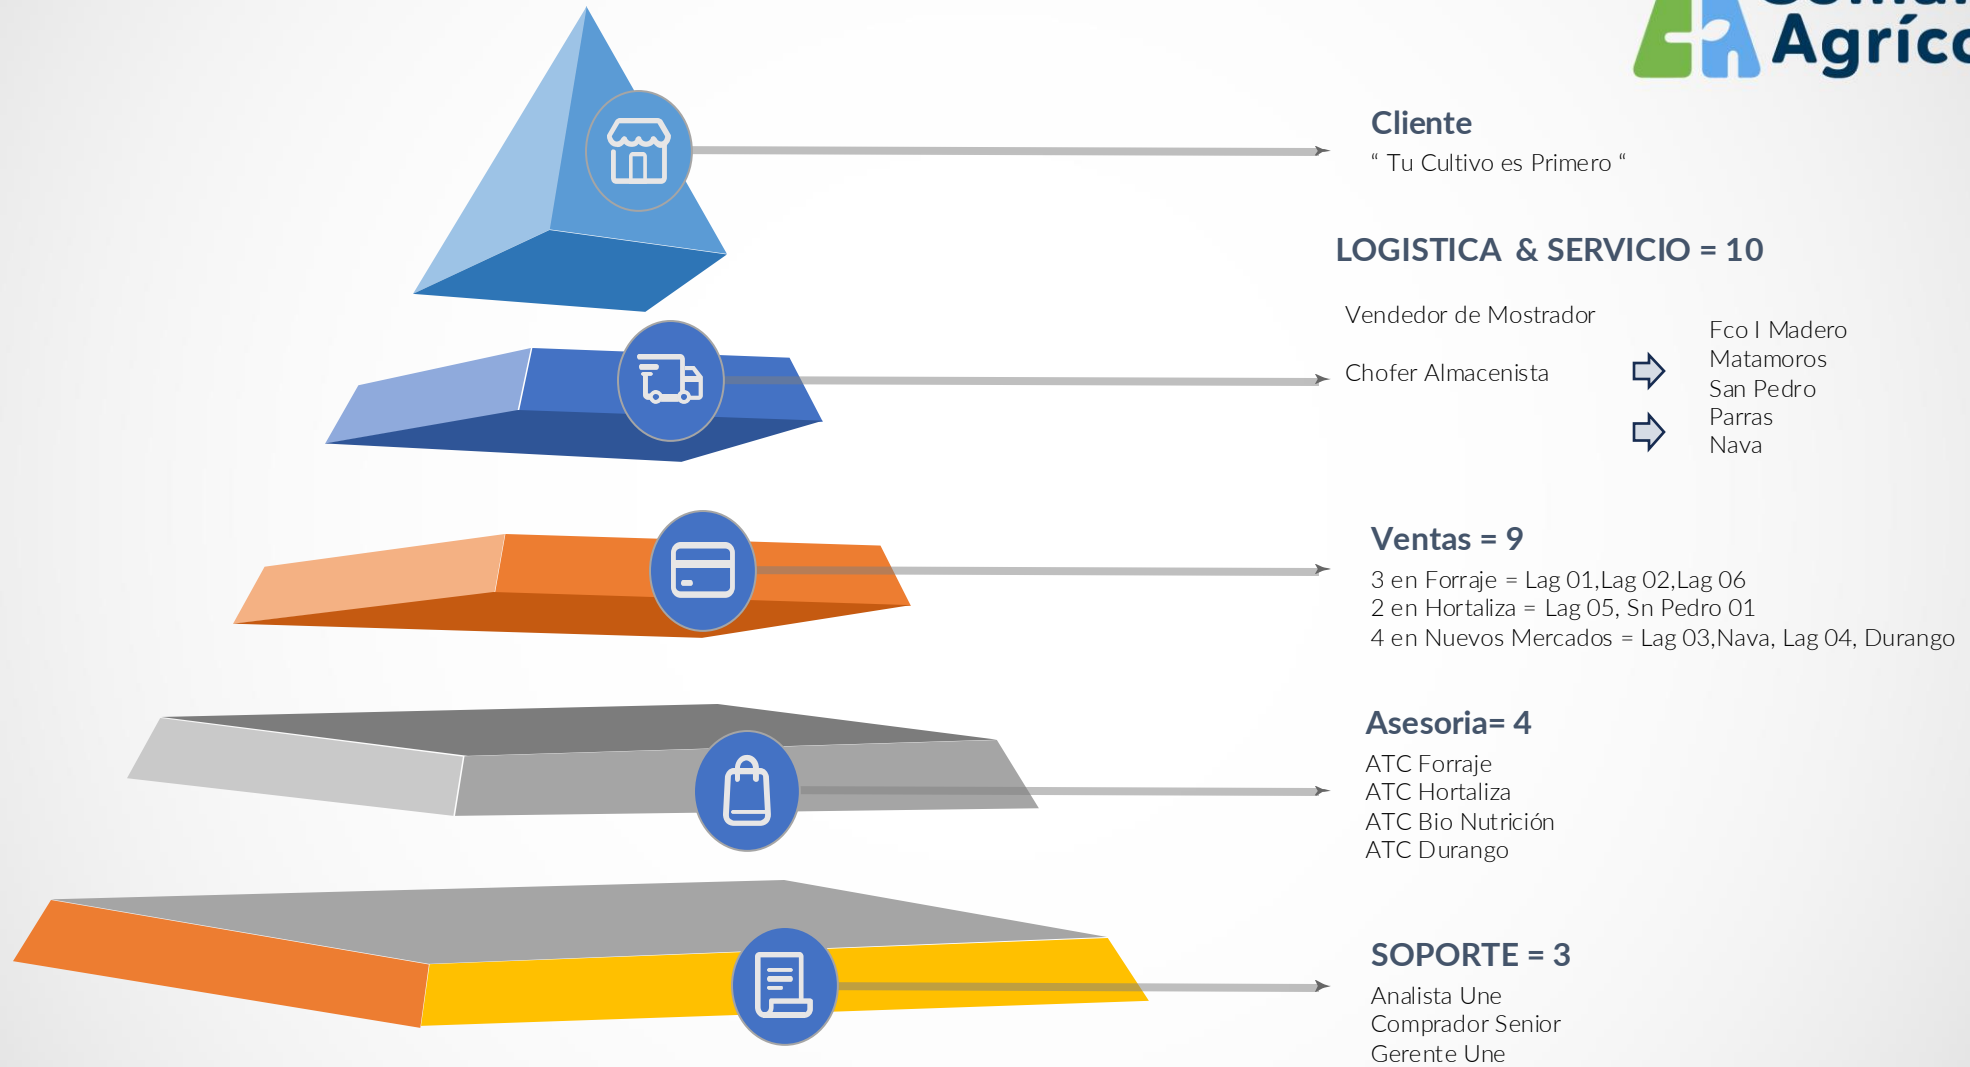 Agríco
Cliente
“ Tu Cultivo es Primero “
LOGISTICA & SERVICIO = 10
Vendedor de Mostrador
Chofer Almacenista
Fco I Madero
Matamoros
San Pedro
Parras
Nava
Ventas = 9
3 en Forraje = Lag 01,Lag 02,Lag 06
2 en Hortaliza = Lag 05, Sn Pedro 01
4 en Nuevos Mercados = Lag 03,Nava, Lag 04, Durango
Asesoria= 4
ATC Forraje
ATC Hortaliza
ATC Bio Nutrición
ATC Durango
SOPORTE = 3
Analista Une
Comprador Senior
Gerente Une